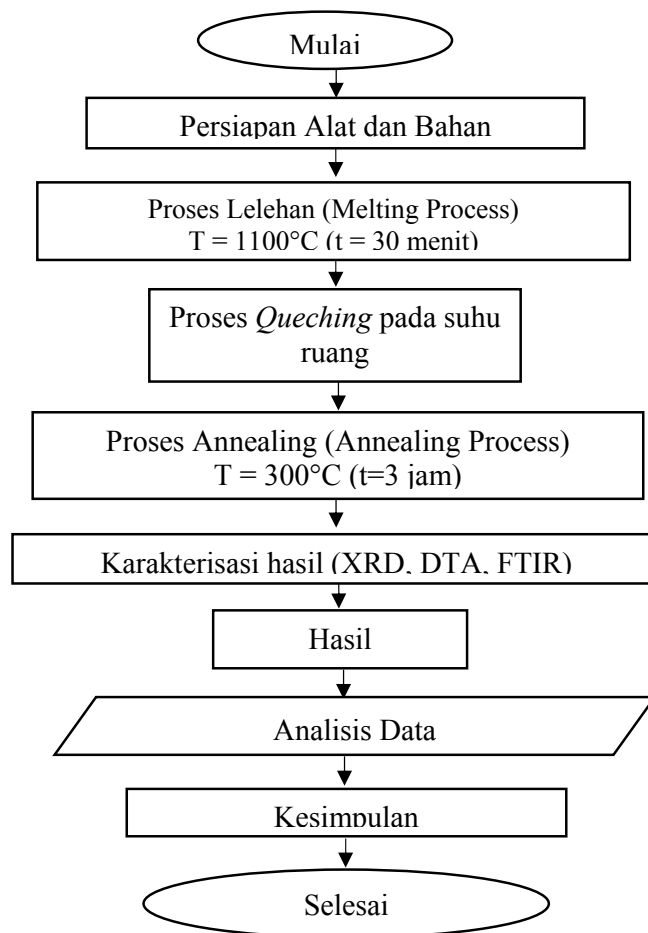 Mulai
Persiapan Alat dan Bahan
Proses Lelehan (Melting Process)
T = 1100°C (t = 30 menit)
Proses Queching pada suhu
ruang
Proses Annealing (Annealing Process)
T = 300°C (t=3 jam)
Karakterisasi hasil (XRD, DTA, FTIR)
Hasil
Analisis Data
Kesimpulan
Selesai